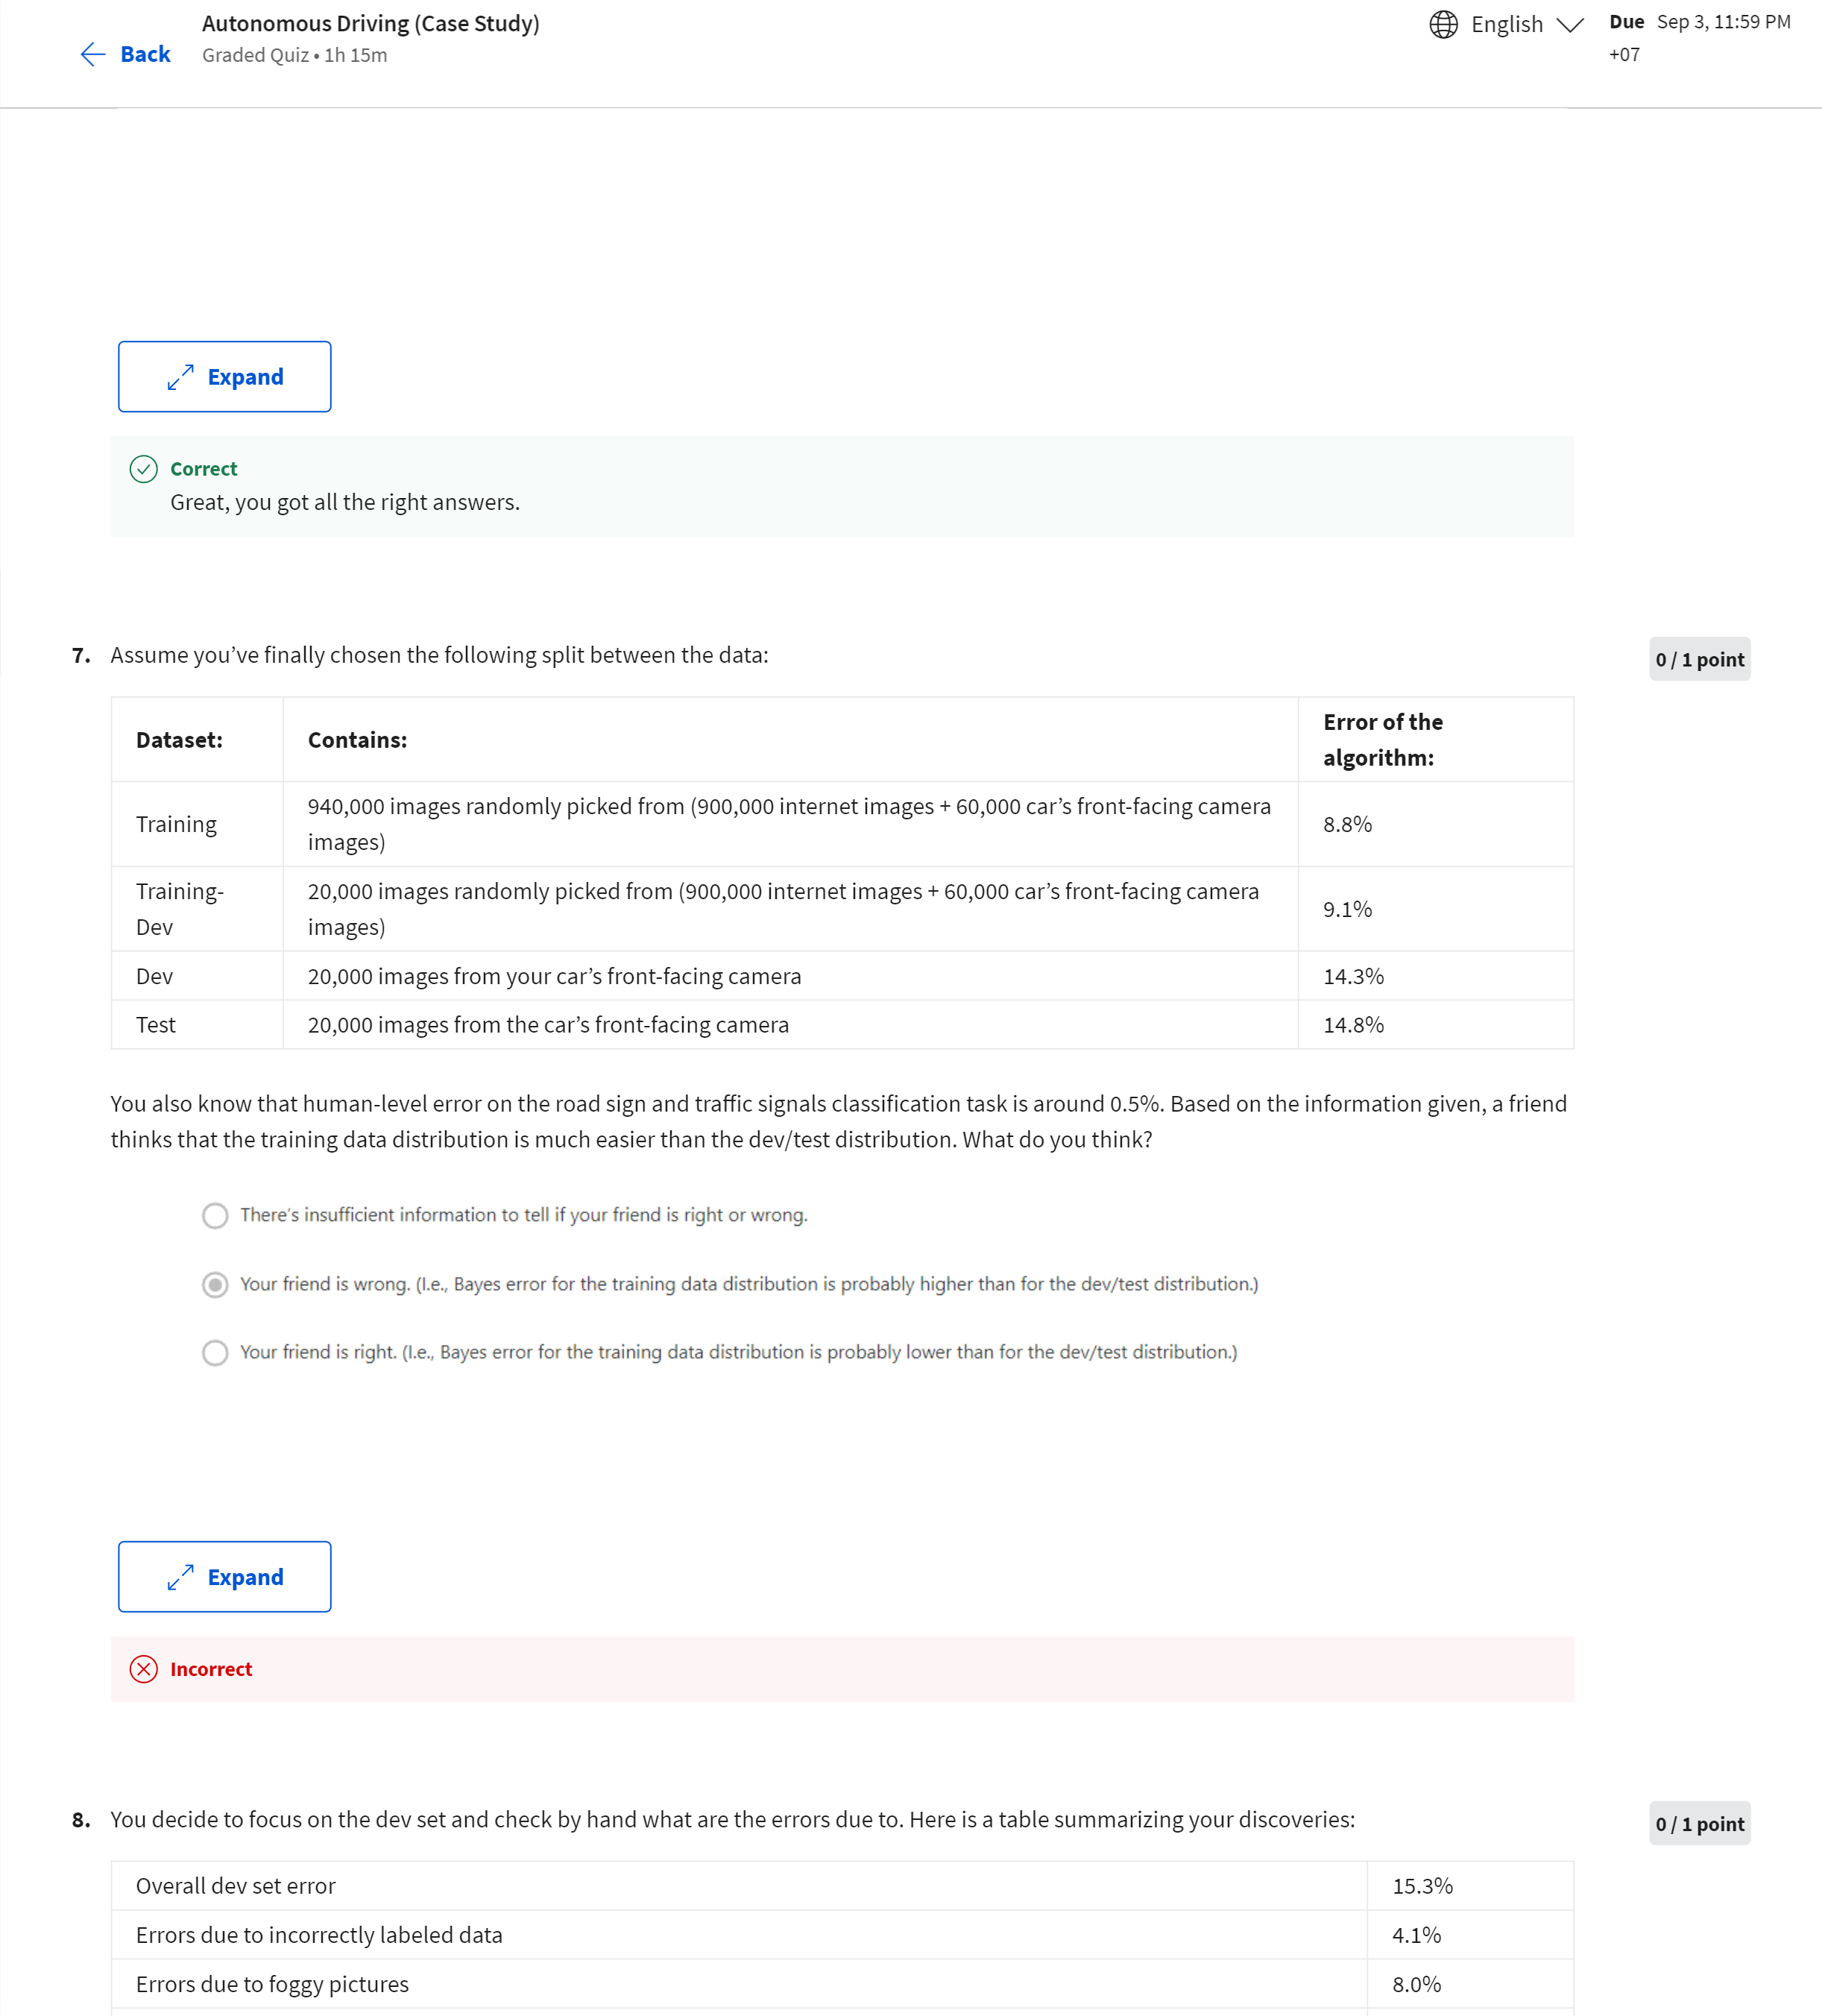 Autonomous Driving (Case Study)
Graded Quiz • 1h 15m
Back
English
Due Sep 3, 11:59 PM
+07
Expand
Correct
Great, you got all the right answers.
7. Assume you’ve finally chosen the following split between the data:
0 / 1 point
Dataset: Contains: Error of the
algorithm:
Training 940,000 images randomly picked from (900,000 internet images + 60,000 car’s front-facing camera
images) 8.8%
Training-
Dev 20,000 images randomly picked from (900,000 internet images + 60,000 car’s front-facing camera
images) 9.1%
Dev 20,000 images from your car’s front-facing camera 14.3%
Test 20,000 images from the car’s front-facing camera 14.8%
You also know that human-level error on the road sign and traffic signals classification task is around 0.5%. Based on the information given, a friend
thinks that the training data distribution is much easier than the dev/test distribution. What do you think?
There's insufficient information to tell if your friend is right or wrong.
Your friend is wrong. (I.e., Bayes error for the training data distribution is probably higher than for the dev/test distribution.)
Your friend is right. (I.e., Bayes error for the training data distribution is probably lower than for the dev/test distribution.)
Expand
Incorrect
8. You decide to focus on the dev set and check by hand what are the errors due to. Here is a table summarizing your discoveries:
0 / 1 point
Overall dev set error 15.3%
Errors due to incorrectly labeled data 4.1%
Errors due to foggy pictures 8.0%